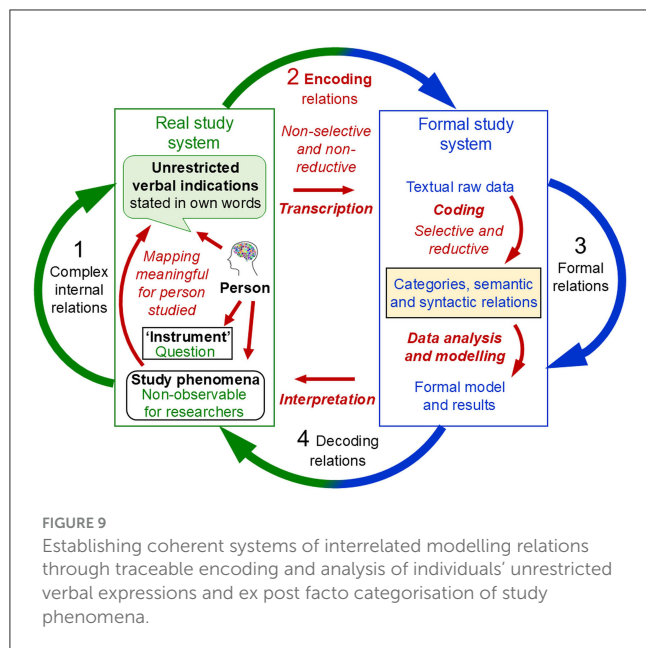 2 Encoding
relations
Real study
system
Unrestricted
verbal indications
stated in own words
Non-selective
and non-
reductive
Transcription
Formal study
system
Textual raw data
Coding
Selective and
reductive
1
Complex
internal
relations
Mapping
meaningful
for person
studied
Person
'Instrument'
Question
Study phenomena
Non-observable
for researchers
Categories, semantic
and syntactic relations
Data analysis
and modelling
Formal model
and results
3
Formal
relations
Interpretation
4 Decoding
relations
FIGURE 9
Establishing coherent systems of interrelated modelling relations
through traceable encoding and analysis of individuals' unrestricted
verbal expressions and ex post facto categorisation of study
phenomena.